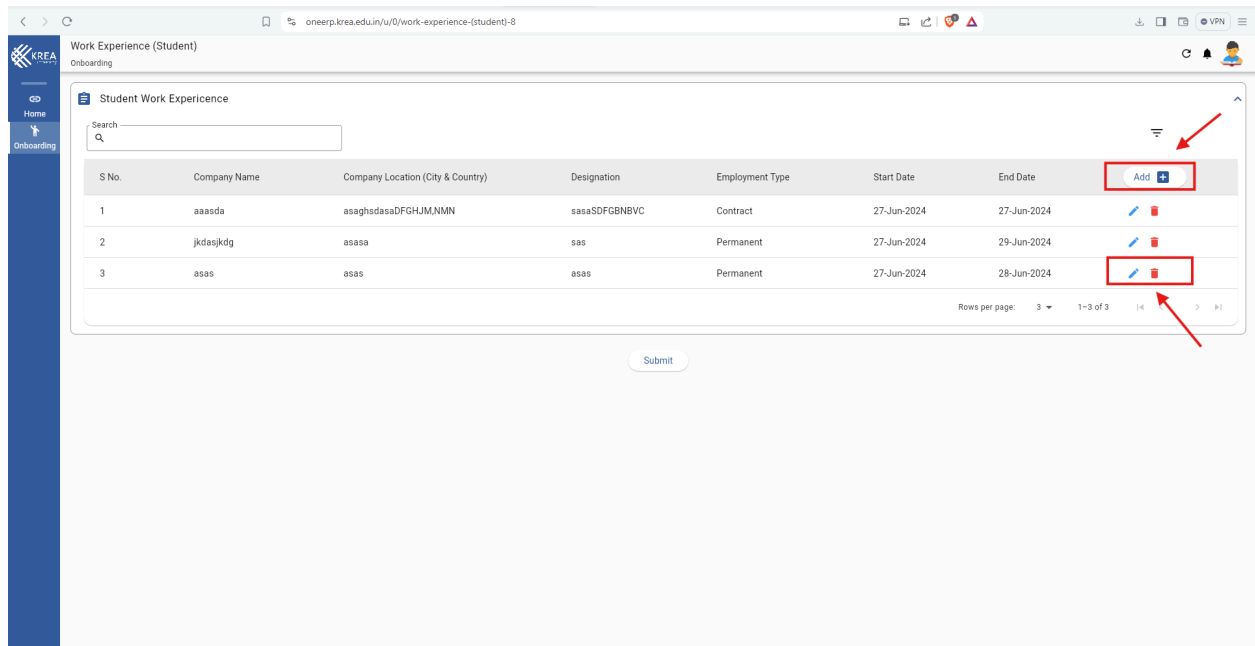 oneerp.krea.edu.in/u/0/work-experience-(student)-8
VPN
KREA
Work Experience (Student)
Onboarding
Home
Onboarding
Student Work Expericence
Search
S No. Company Name Company Location (City & Country) Designation Employment Type Start Date End Date Add
1 aaasda asaghsdasaDFGHJM,NMN sasaSDFGBNBVC Contract 27-Jun-2024 27-Jun-2024
2 jkdasjkdg asasa sas Permanent 27-Jun-2024 29-Jun-2024
3 asas asas asas Permanent 27-Jun-2024 28-Jun-2024
Rows per page: 3 1–3 of 3
Submit